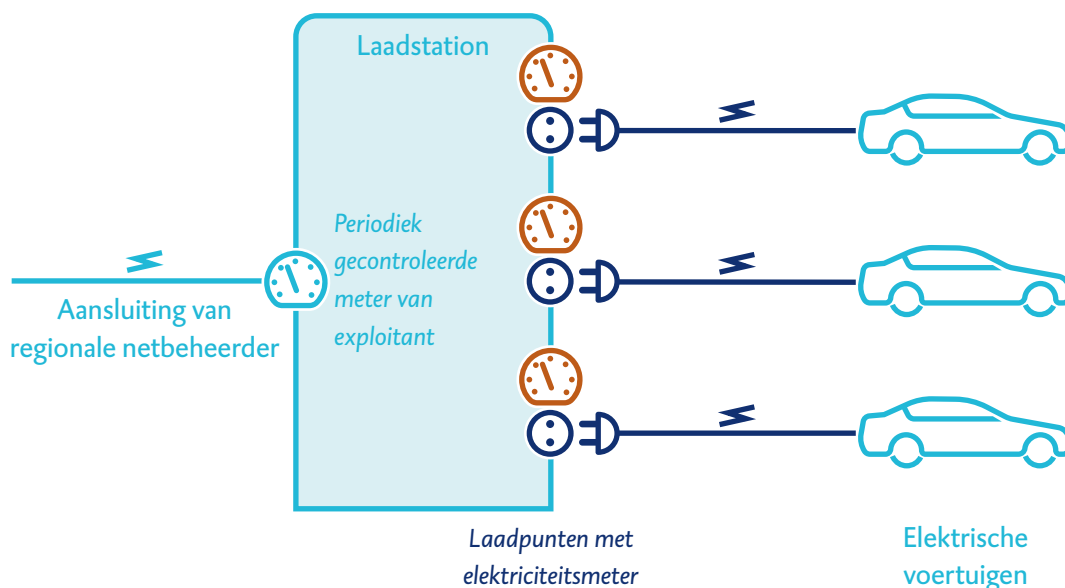 Laadstation
Periodiek
gecontroleerde
meter van
exploitant
Aansluiting van
regionale netbeheerder
Laadpunten met
elektriciteitsmeter
Elektrische
voertuigen